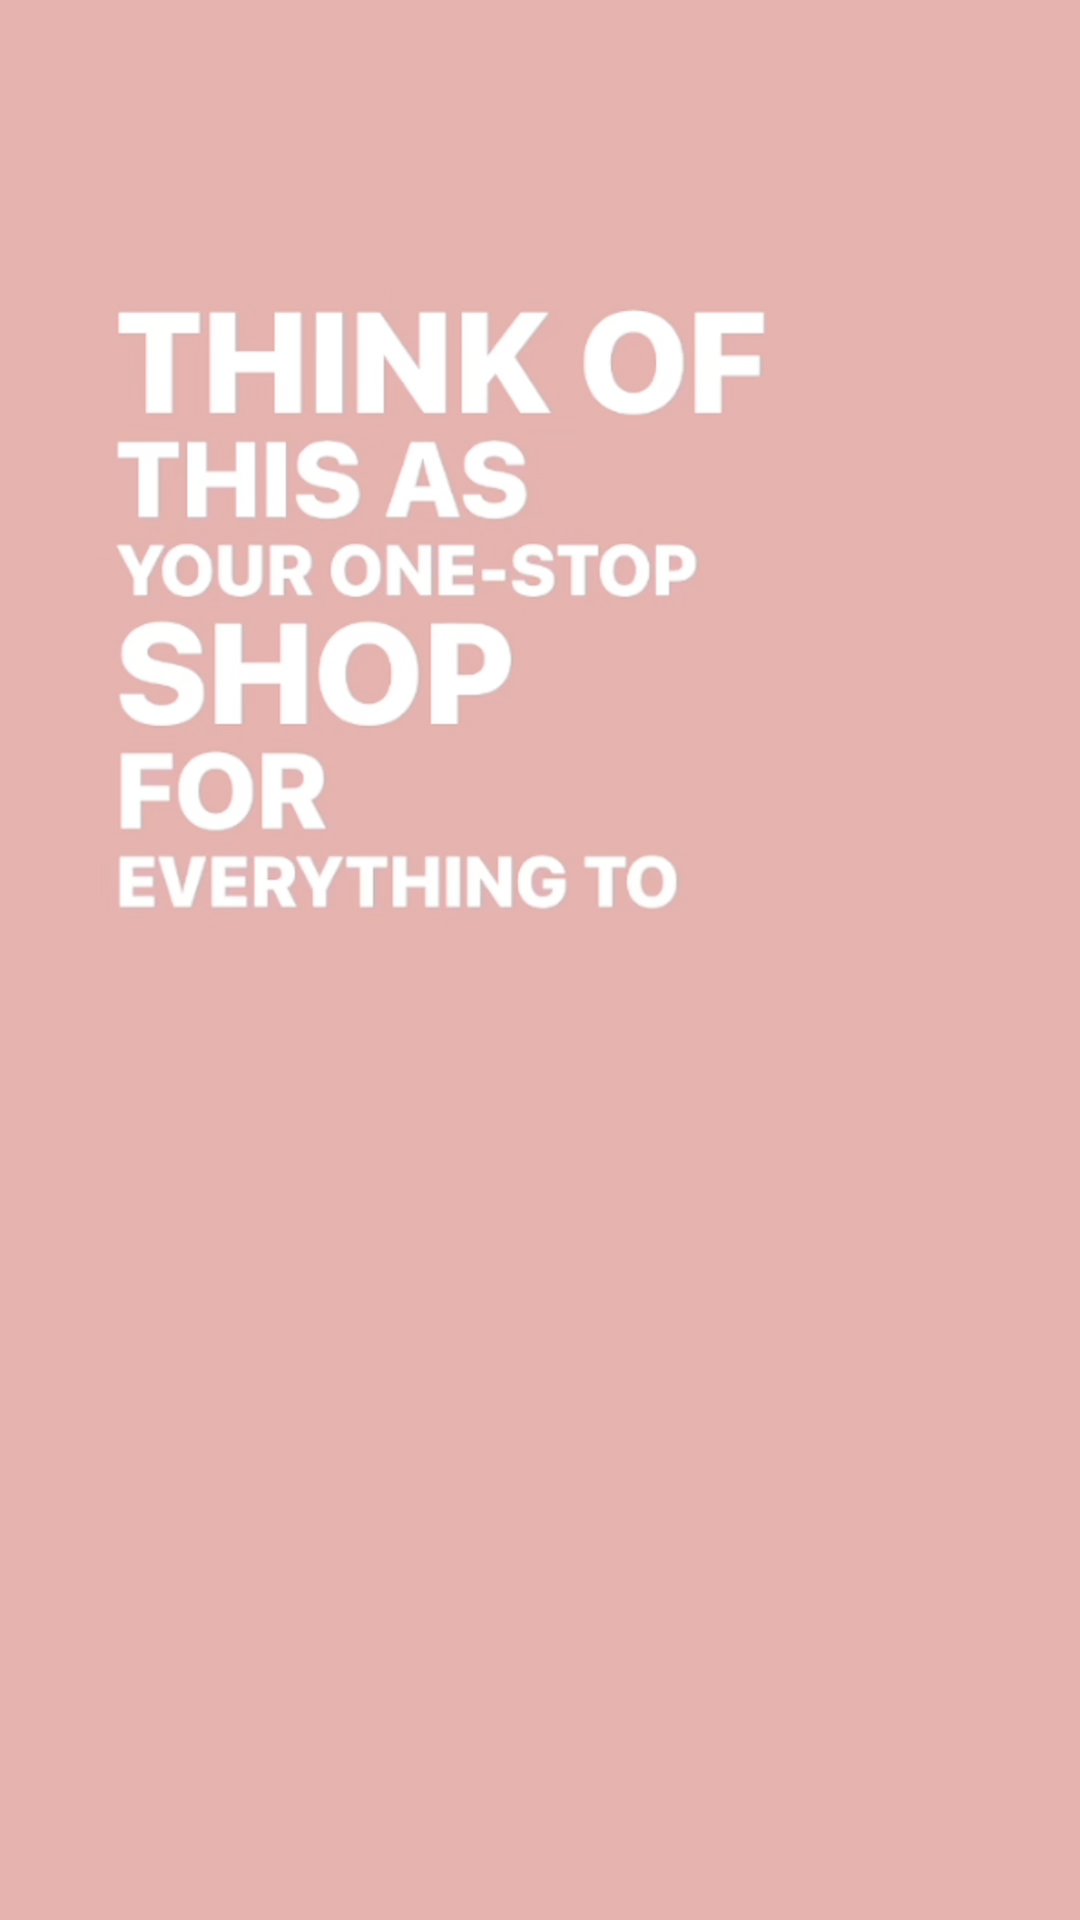 THINK OF
THIS AS
YOUR ONE-STOP
SHOP
FOR
EVERYTHING TO